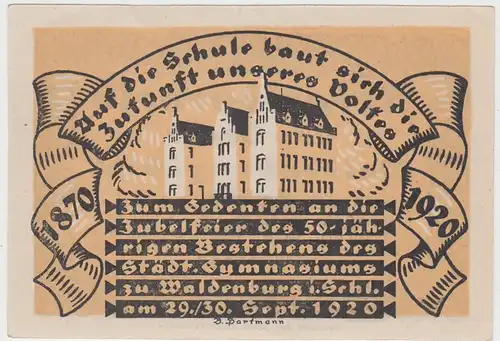 Auf die Schule baut sich die
Zukunft unseres Volkes
1870
1920
Zum Gedenken an die
Jubelfeier des 50-jäh-
rigen Bestehens des
Städt. Gymnasiums
zu Waldenburg i. Schl.
am 29./30. Sept. 1920
B. Hartmann